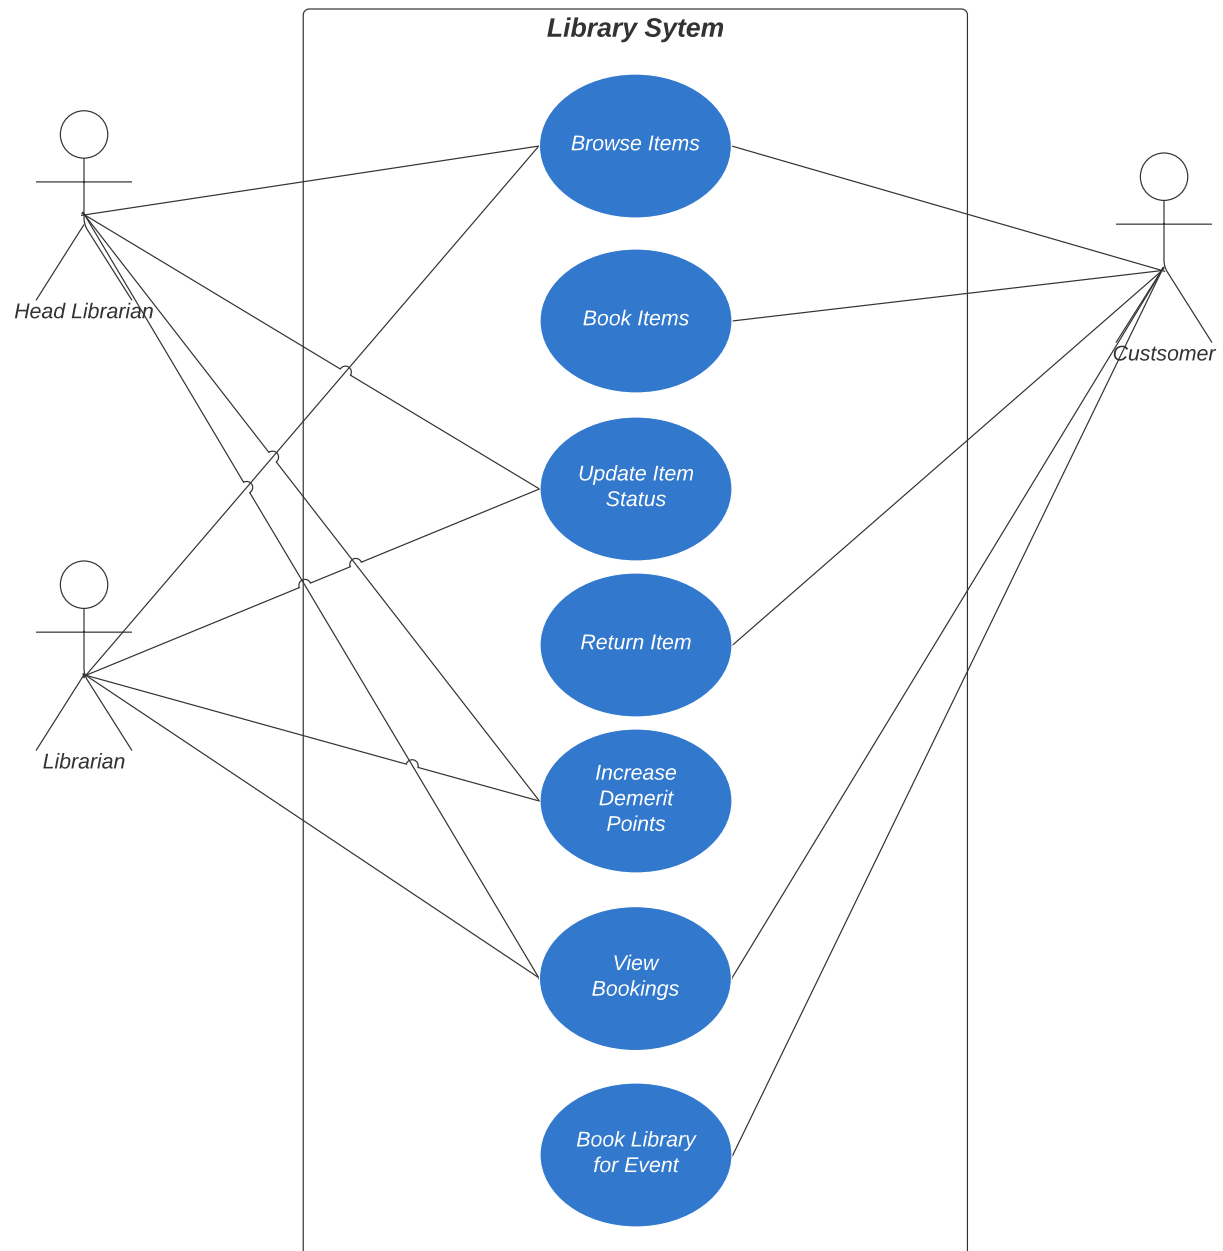 Library Sytem
Browse Items
Head Librarian
Book Items
Custsomer
Update Item
Status
Return Item
Librarian
Increase
Demerit
Points
View
Bookings
Book Library
for Event